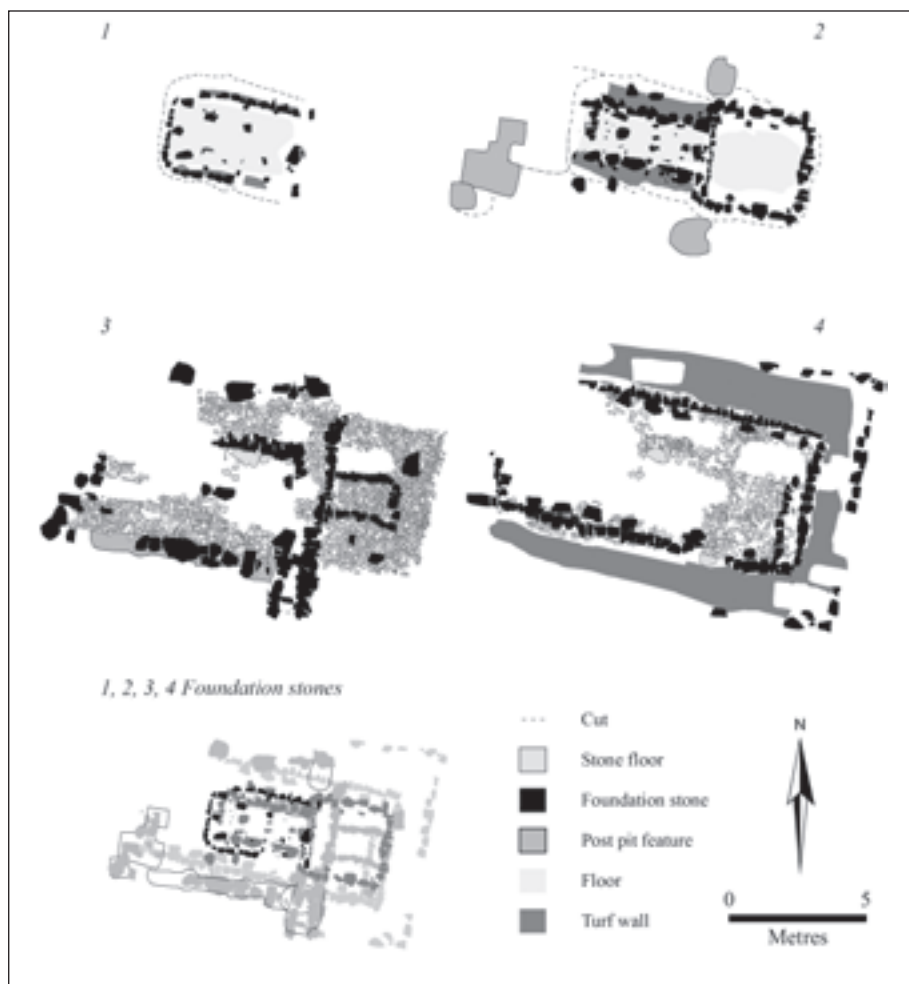 1
2
3
4
1, 2, 3, 4 Foundation stones
Cut
Stone floor
Foundation stone
Post pit feature
Floor
Turf wall
N
0 5
Metres